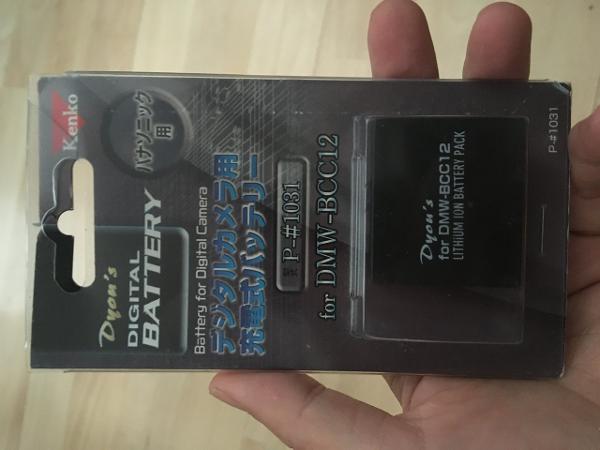 Kenko
パナソニック
用
Dyon's
DIGITAL
BATTERY
Battery for Digital Camera
デジタルカメラ用
充電式バッテリー
型式 P-#1031
for DMW-BCC12
Dyon's
for DMW-BCC12
LITHIUM ION BATTERY PACK
P-#1031